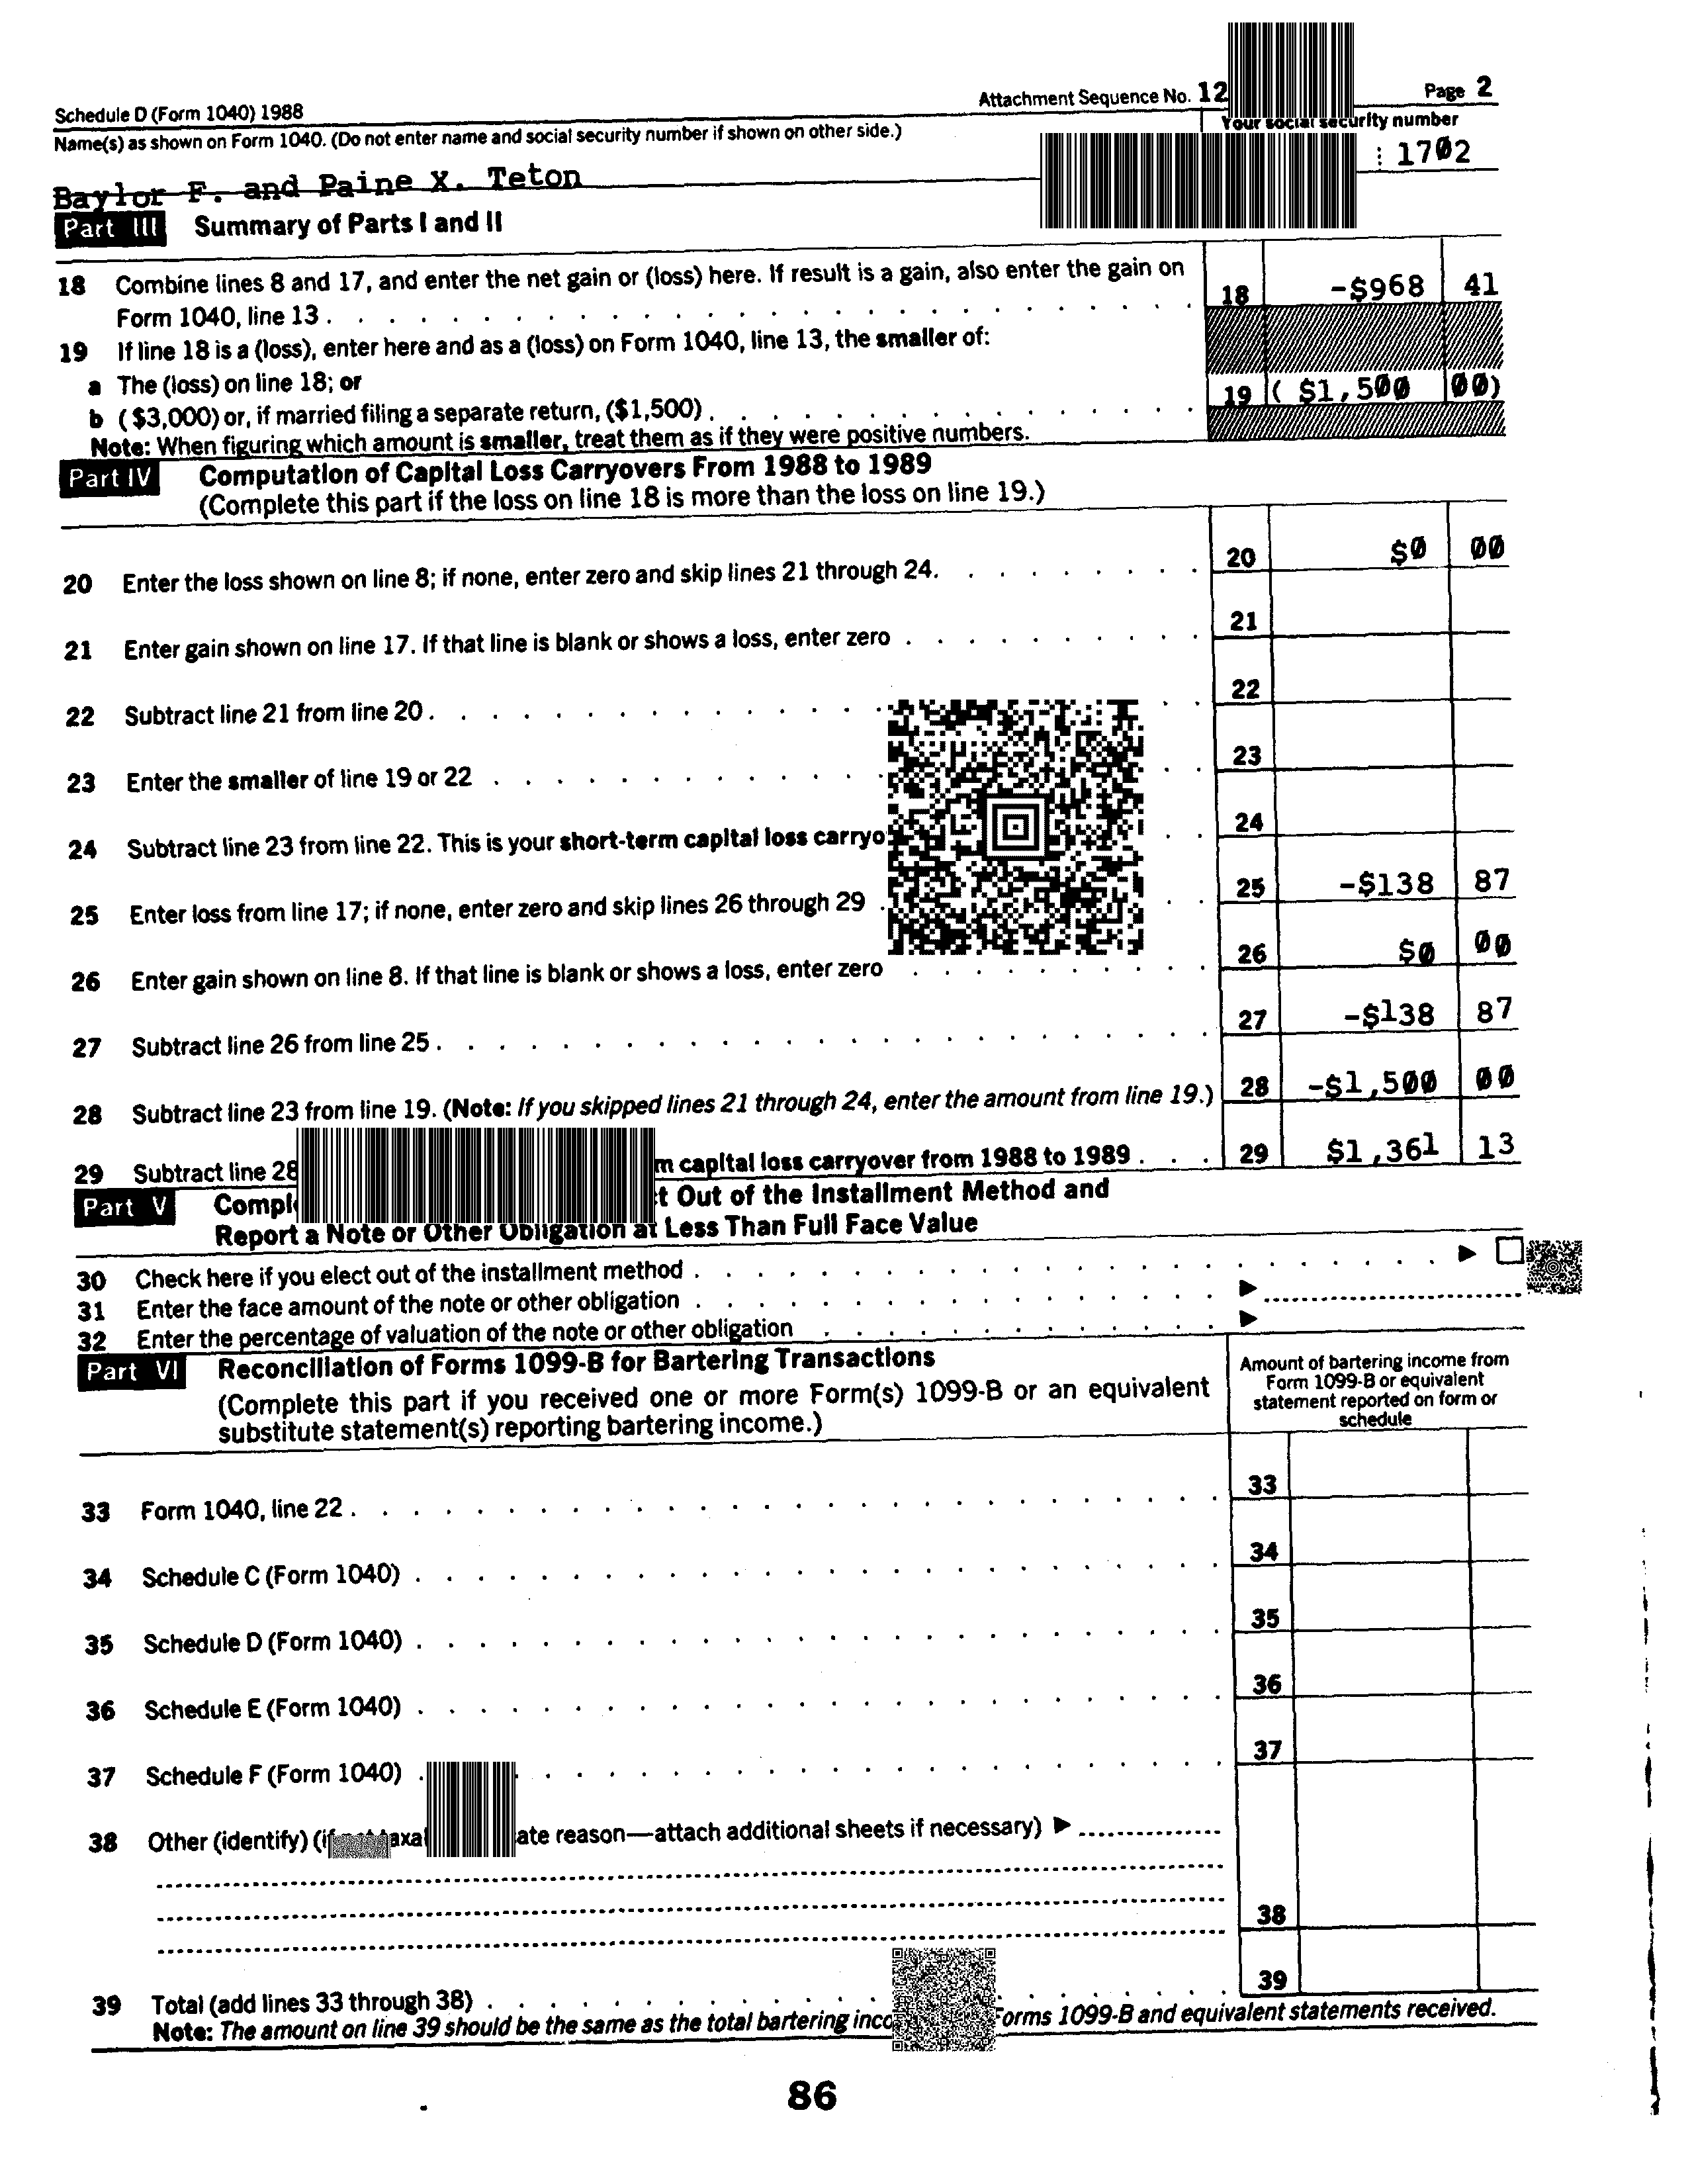 Schedule D (Form 1040) 1988 Attachment Sequence No. 12 Page 2
Name(s) as shown on Form 1040. (Do not enter name and social security number if shown on other side.) Your social security number
Baylor F. and Paine X. Teton 1702
Part III Summary of Parts I and II
18 Combine lines 8 and 17, and enter the net gain or (loss) here. If result is a gain, also enter the gain on
Form 1040, line 13 . . . 18 -$968 41
19 If line 18 is a (loss), enter here and as a (loss) on Form 1040, line 13, the smaller of:
a The (loss) on line 18; or
b ($3,000) or, if married filing a separate return, ($1,500) . . . 19 ( $1,500 00)
Note: When figuring which amount is smaller, treat them as if they were positive numbers.
Part IV Computation of Capital Loss Carryovers From 1988 to 1989
(Complete this part if the loss on line 18 is more than the loss on line 19.)
20 Enter the loss shown on line 8; if none, enter zero and skip lines 21 through 24. . . . 20 $0 00
21 Enter gain shown on line 17. If that line is blank or shows a loss, enter zero . . . 21
22 Subtract line 21 from line 20 . . . 22
23 Enter the smaller of line 19 or 22 . . . 23
24 Subtract line 23 from line 22. This is your short-term capital loss 24
25 Enter loss from line 17; if none, enter zero and skip lines 26 through 29 . . . 25 -$138 87
26 Enter gain shown on line 8. If that line is blank or shows a loss, enter zero . . . 26 $0 00
27 Subtract line 26 from line 25 . . . 27 -$138 87
28 Subtract line 23 from line 19. (Note: If you skipped lines 21 through 24, enter the amount from line 19.) 28 -$1,500 00
29 Subtract line 28 capital loss carryover from 1988 to 1989 . . . 29 $1,361 13
Part V Out of the Installment Method and
Report a Note or Other Obligation at Less Than Full Face Value
30 Check here if you elect out of the installment method . . . ▶ ☐
31 Enter the face amount of the note or other obligation . . . ▶
32 Enter the percentage of valuation of the note or other obligation . . . ▶
Part VI Reconciliation of Forms 1099-B for Bartering Transactions
(Complete this part if you received one or more Form(s) 1099-B or an equivalent
substitute statement(s) reporting bartering income.)
Amount of bartering income from
Form 1099-B or equivalent
statement reported on form or
schedule
33 Form 1040, line 22 . . . 33
34 Schedule C (Form 1040) . . . 34
35 Schedule D (Form 1040) . . . 35
36 Schedule E (Form 1040) . . . 36
37 Schedule F (Form 1040) . . . 37
38 Other (identify) reason—attach additional sheets if necessary) ▶
38
39 Total (add lines 33 through 38) . . . 39
Note: The amount on line 39 should be the same as the total bartering Forms 1099-B and equivalent statements received.
86